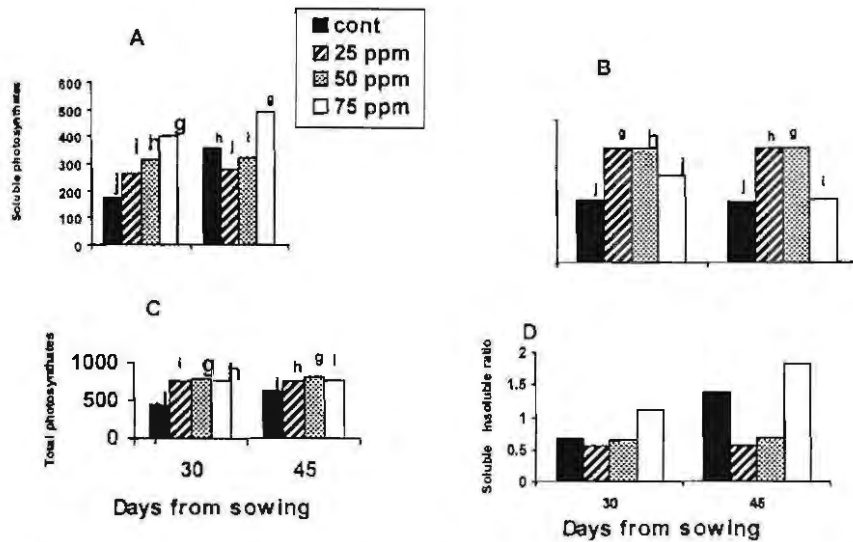 A
cont
25 ppm
50 ppm
75 ppm
Soluble photosynthates
600
500
400
300
200
100
0
j i h g
h j i g
B
j g h i
j h g i
C
Total photosynthates
1000
500
0
j i g h
j h g i
30 45
Days from sowing
D
Soluble Insoluble ratio
2
1.5
1
0.5
0
30 45
Days from sowing